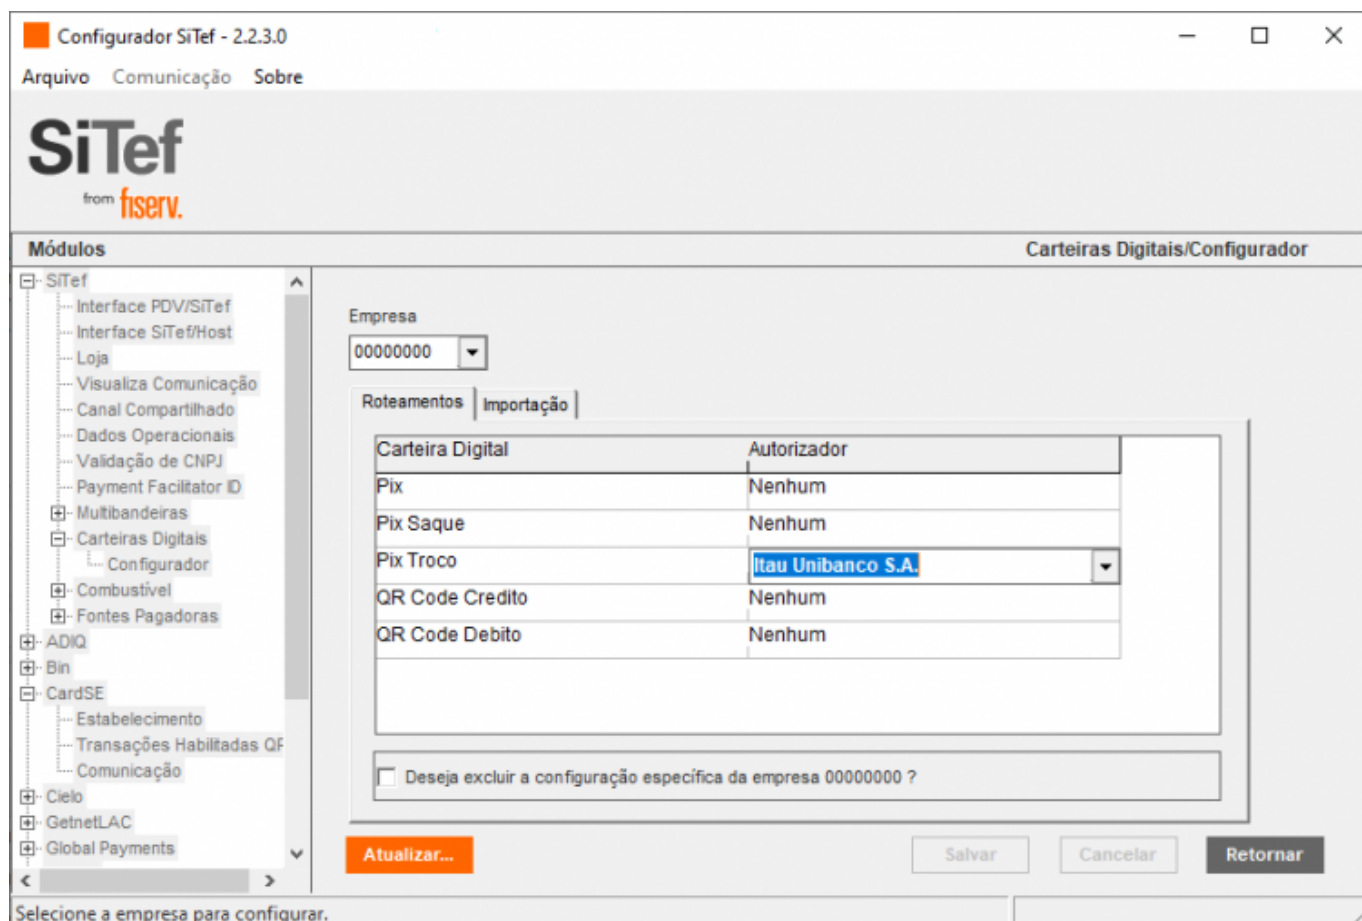 Configurador SiTef - 2.2.3.0
Arquivo Comunicação Sobre
SiTef
from fiserv.
Módulos
Carteiras Digitais/Configurador
SiTef
Interface PDV/SiTef
Interface SiTef/Host
Loja
Visualiza Comunicação
Canal Compartilhado
Dados Operacionais
Validação de CNPJ
Payment Facilitator ID
Multibandeiras
Carteiras Digitais
Configurador
Combustível
Fontes Pagadoras
ADIQ
Bin
CardSE
Estabelecimento
Transações Habilitadas QF
Comunicação
Cielo
GetnetLAC
Global Payments
Empresa
00000000
Roteamentos Importação
Carteira Digital Autorizador
Pix Nenhum
Pix Saque Nenhum
Pix Troco Itau Unibanco S.A.
QR Code Credito Nenhum
QR Code Debito Nenhum
Deseja excluir a configuração específica da empresa 00000000 ?
Atualizar... Salvar Cancelar Retornar
Selecione a empresa para configurar.